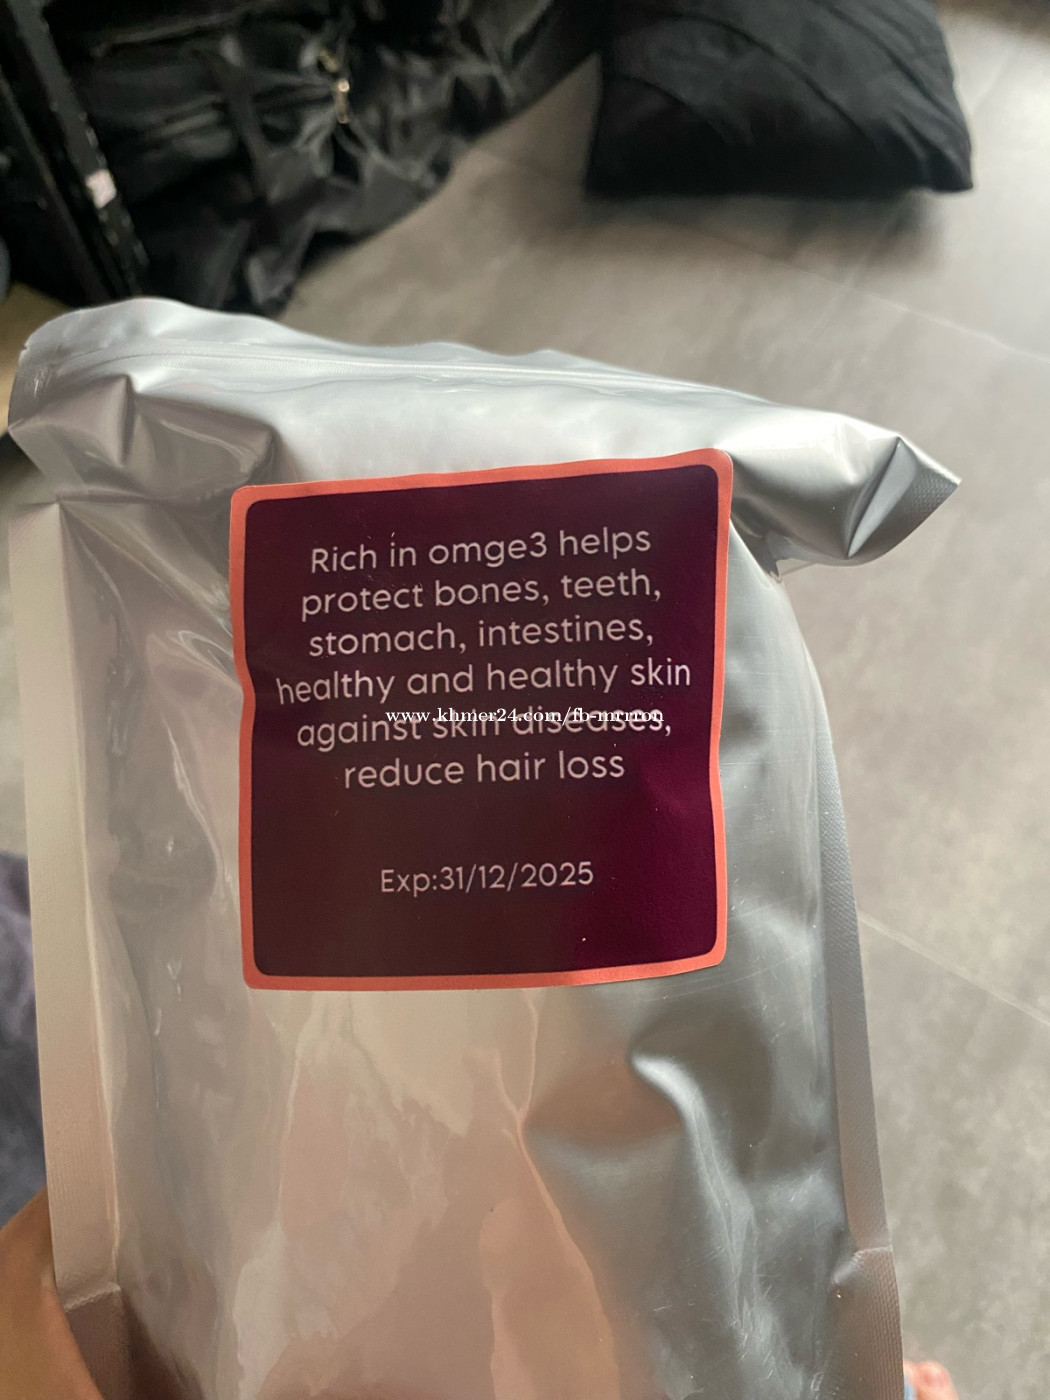 Rich in omge3 helps
protect bones, teeth,
stomach, intestines,
healthy and healthy skin
www.khmer24.com/fb-mrrron
against skin diseases,
reduce hair loss
Exp:31/12/2025